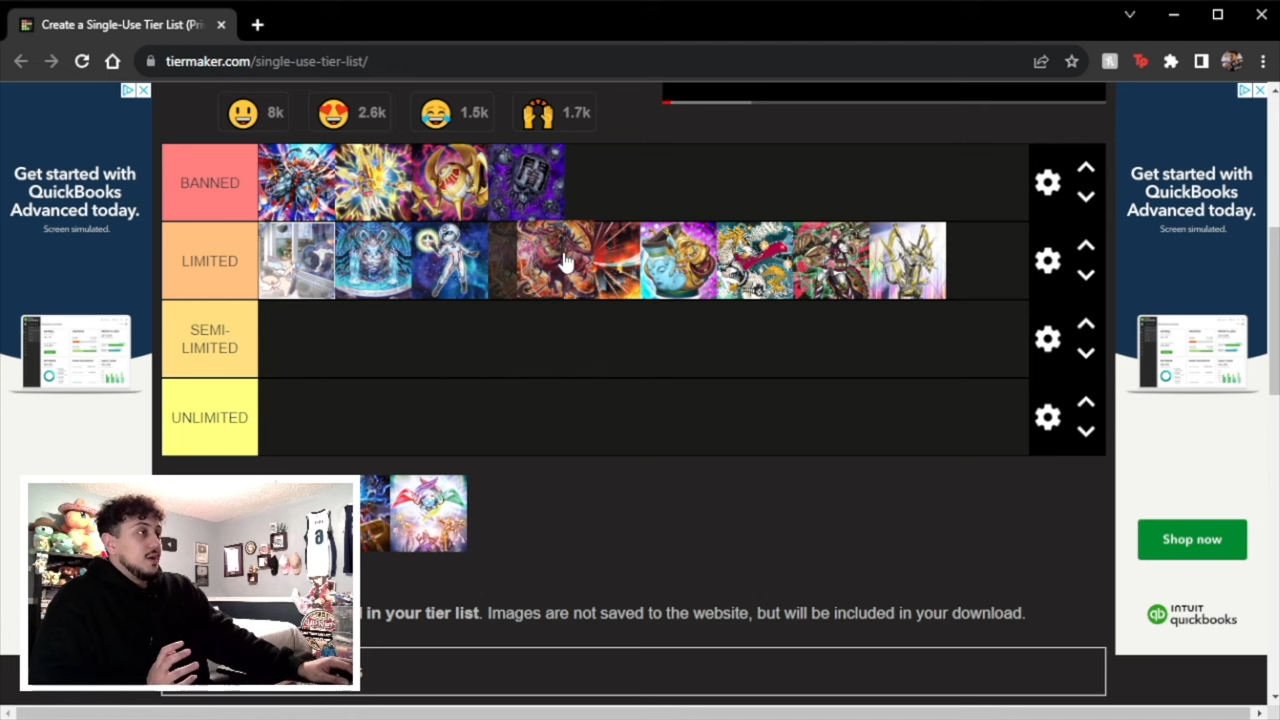 Create a Single-Use Tier List (Pri
tiermaker.com/single-use-tier-list/
8k
2.6k
1.5k
1.7k
Get started with
QuickBooks
Advanced today.
Screen simulated.
BANNED
LIMITED
SEMI-
LIMITED
UNLIMITED
in your tier list. Images are not saved to the website, but will be included in your download.
Get started with
QuickBooks
Advanced today.
Screen simulated.
Shop now
INTUIT
quickbooks
6